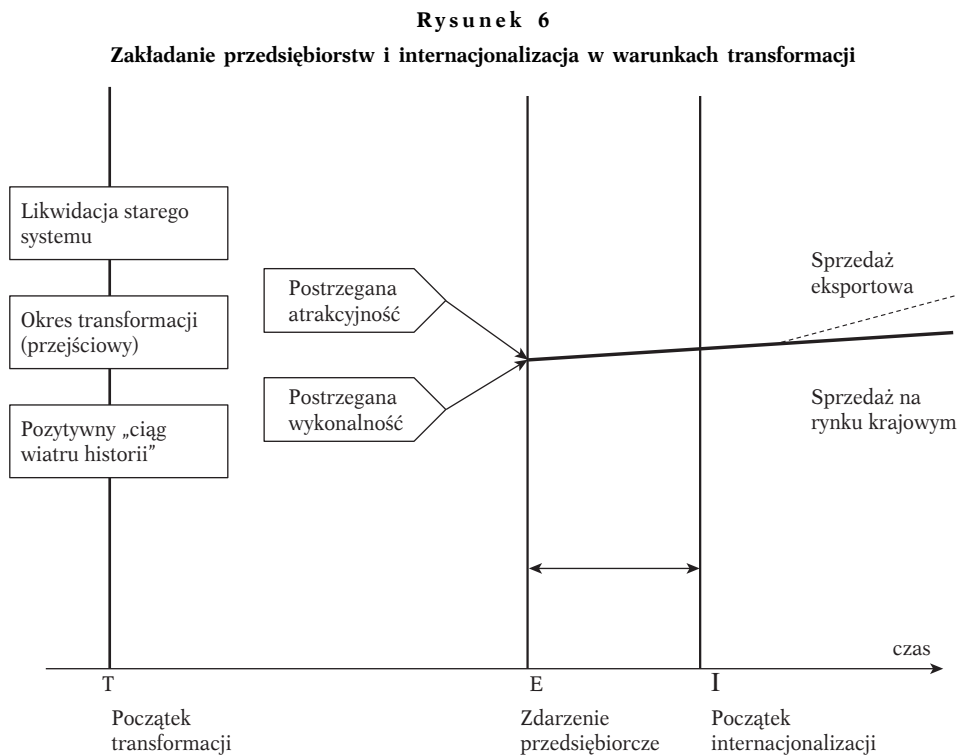 Rysunek 6
Zakładanie przedsiębiorstw i internacjonalizacja w warunkach transformacji
Likwidacja starego
systemu
Okres transformacji
(przejściowy)
Pozytywny „ciąg
wiatru historii”
Postrzegana
atrakcyjność
Postrzegana
wykonalność
Sprzedaż
eksportowa
Sprzedaż na
rynku krajowym
czas
T
E
I
Początek
transformacji
Zdarzenie
przedsiębiorcze
Początek
internacjonalizacji